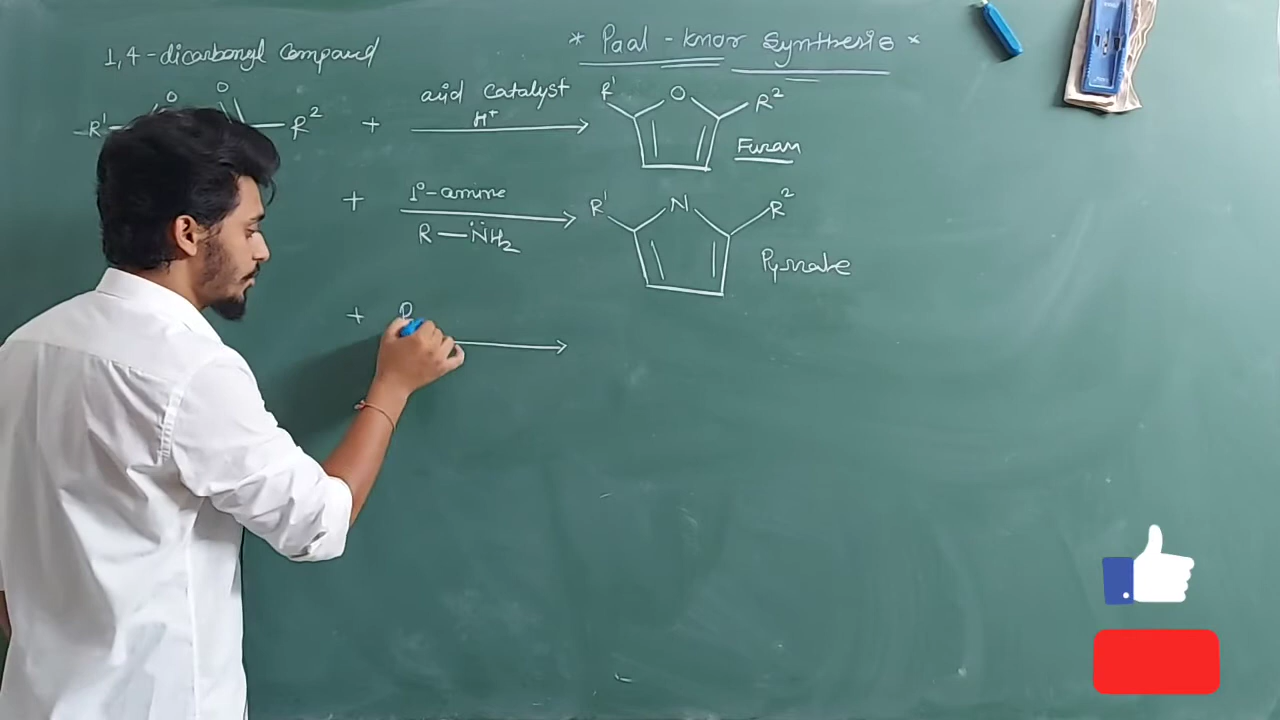 * Paal - knor Synthesis *
1,4-dicarbonyl Compound
R¹ O O R² + acid catalyst H⁺ R¹ O R²
Furan
+ 1°-amine R — N̈H₂ R¹ N R²
Pyrrole
+ P